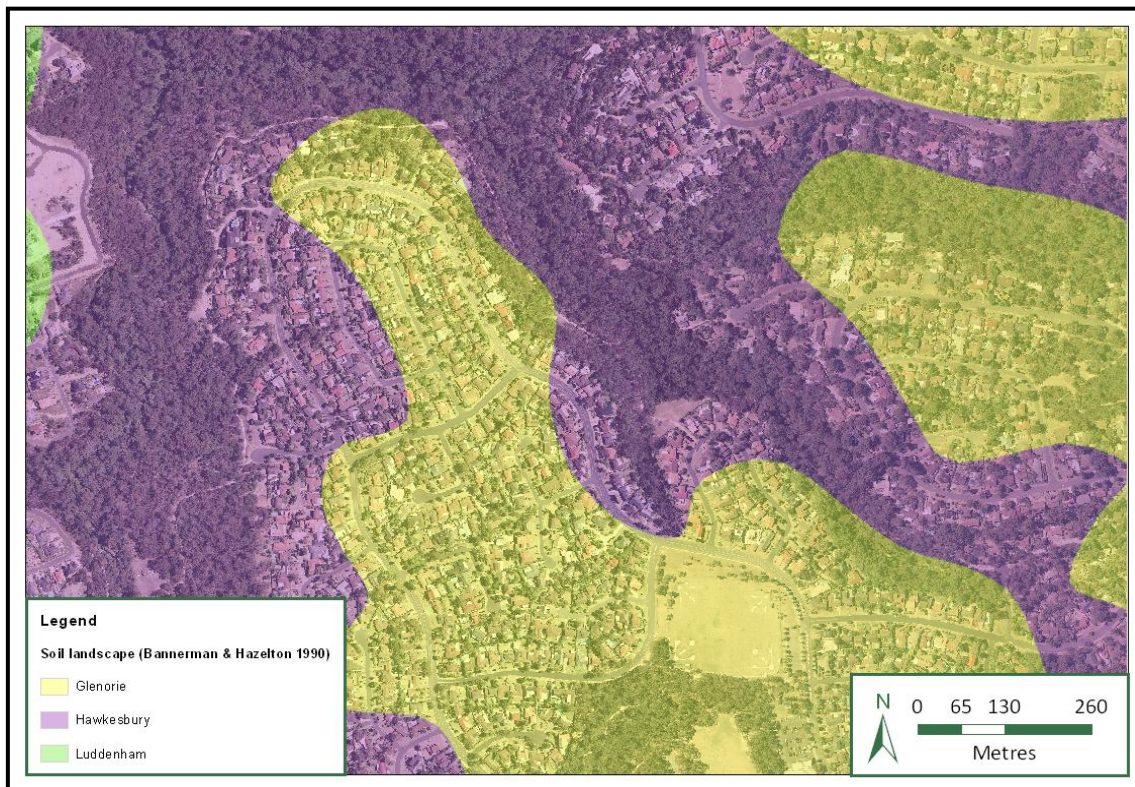 Legend
Soil landscape (Bannerman & Hazelton 1990)
Glenorie
Hawkesbury
Luddenham
N
0 65 130 260
Metres